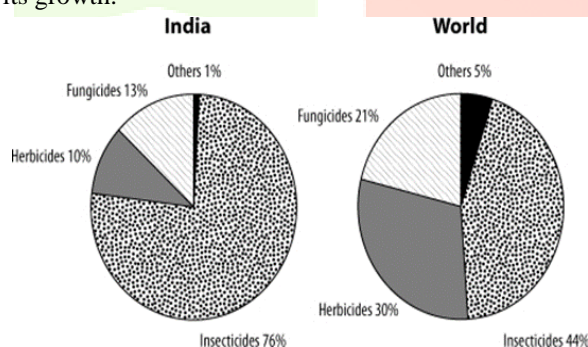 its growth.
India
World
Others 1%
Others 5%
Fungicides 13%
Fungicides 21%
Herbicides 10%
Herbicides 30%
Insecticides 76%
Insecticides 44%